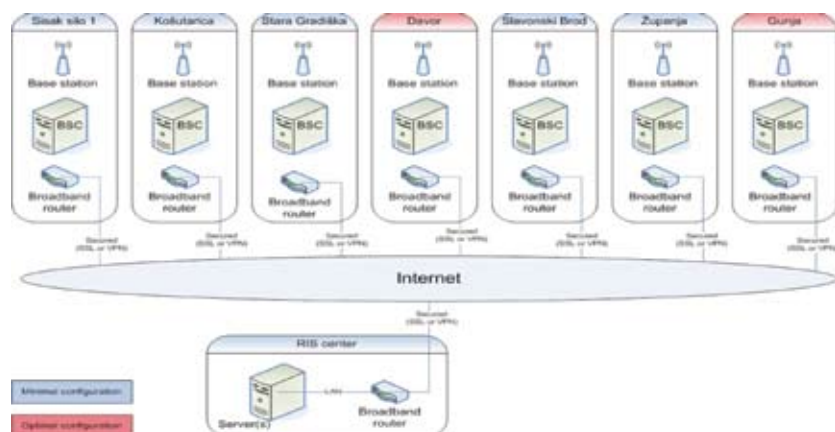 Sisak silo 1
Base station
BSC
Broadband
router
Secured
(SSL or VPN)
Košutarica
Base station
BSC
Broadband
router
Secured
(SSL or VPN)
Stara Gradiška
Base station
BSC
Broadband
router
Secured
(SSL or VPN)
Davor
Base station
BSC
Broadband
router
Secured
(SSL or VPN)
Slavonski Brod
Base station
BSC
Broadband
router
Secured
(SSL or VPN)
Županja
Base station
BSC
Broadband
router
Secured
(SSL or VPN)
Gunja
Base station
BSC
Broadband
router
Secured
(SSL or VPN)
Internet
Secured
(SSL or VPN)
RIS center
LAN
Server(s)
Broadband
router
Minimal configuration
Optimal configuration